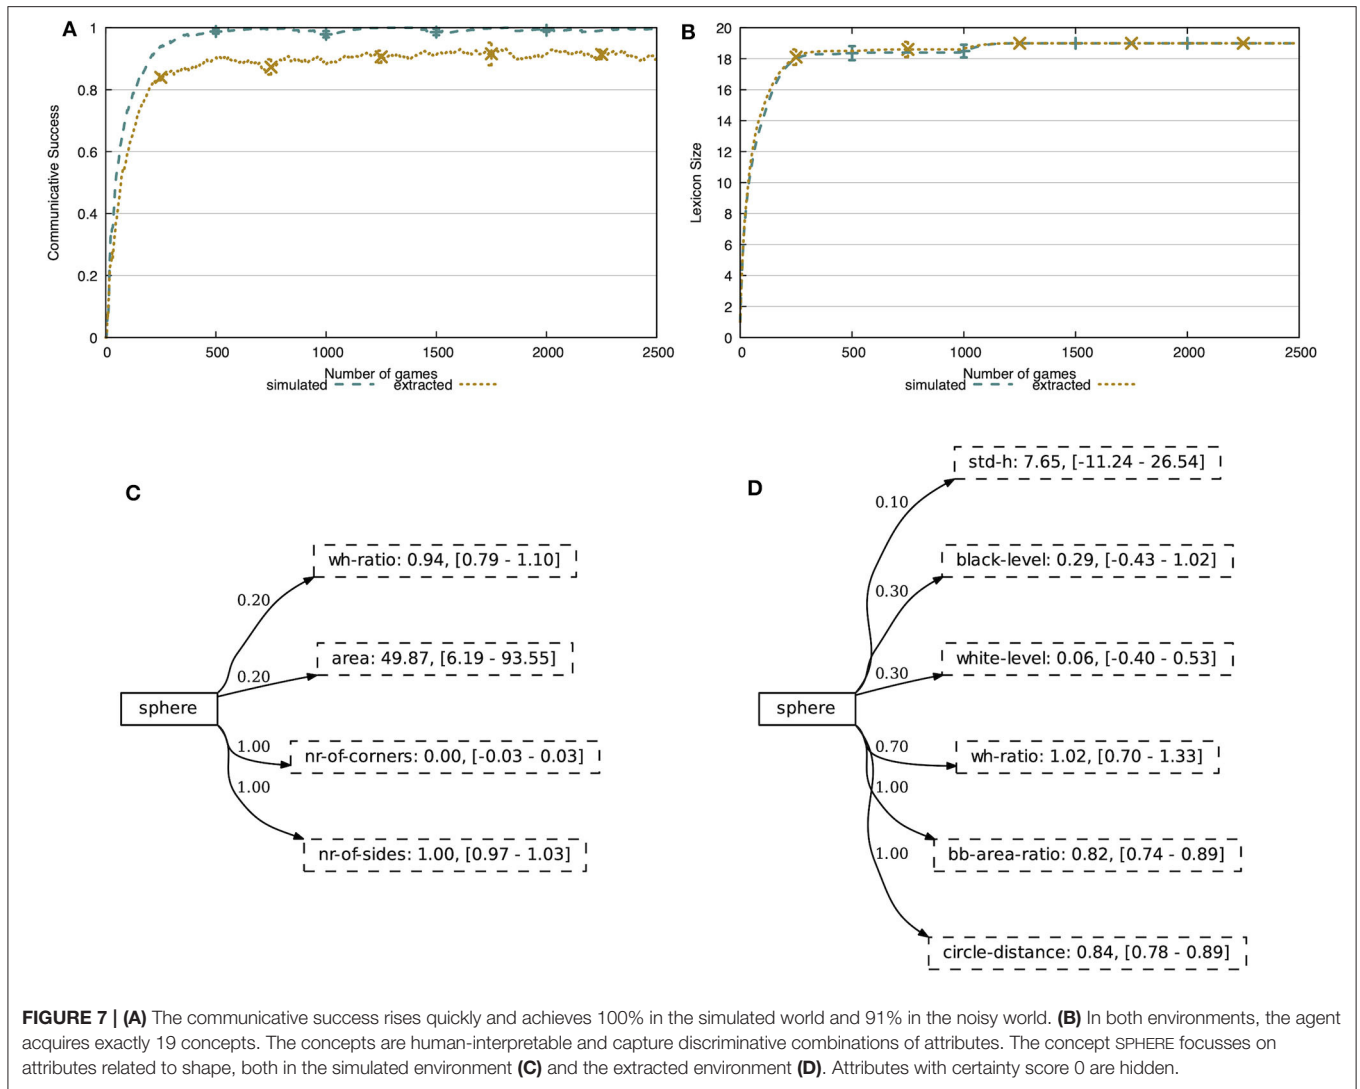 A
Communicative Success
1
0.8
0.6
0.4
0.2
0
0 500 1000 1500 2000 2500
Number of games
simulated extracted
B
Lexicon Size
20
18
16
14
12
10
8
6
4
2
0
0 500 1000 1500 2000 2500
Number of games
simulated extracted
C
sphere
0.20
wh-ratio: 0.94, [0.79 - 1.10]
0.20
area: 49.87, [6.19 - 93.55]
1.00
nr-of-corners: 0.00, [-0.03 - 0.03]
1.00
nr-of-sides: 1.00, [0.97 - 1.03]
D
sphere
0.10
std-h: 7.65, [-11.24 - 26.54]
0.30
black-level: 0.29, [-0.43 - 1.02]
0.30
white-level: 0.06, [-0.40 - 0.53]
0.70
wh-ratio: 1.02, [0.70 - 1.33]
1.00
bb-area-ratio: 0.82, [0.74 - 0.89]
1.00
circle-distance: 0.84, [0.78 - 0.89]
FIGURE 7 | (A) The communicative success rises quickly and achieves 100% in the simulated world and 91% in the noisy world. (B) In both environments, the agent
acquires exactly 19 concepts. The concepts are human-interpretable and capture discriminative combinations of attributes. The concept SPHERE focusses on
attributes related to shape, both in the simulated environment (C) and the extracted environment (D). Attributes with certainty score 0 are hidden.